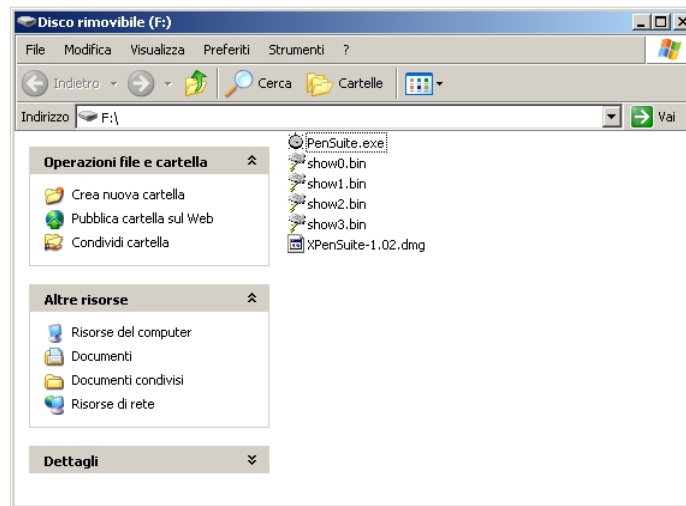 Disco rimovibile (F:)
File Modifica Visualizza Preferiti Strumenti ?
Indietro Cerca Cartelle
Indirizzo F:\ Vai
Operazioni file e cartella
Crea nuova cartella
Pubblica cartella sul Web
Condividi cartella
Altre risorse
Risorse del computer
Documenti
Documenti condivisi
Risorse di rete
Dettagli
PenSuite.exe
show0.bin
show1.bin
show2.bin
show3.bin
XPenSuite-1.02.dmg